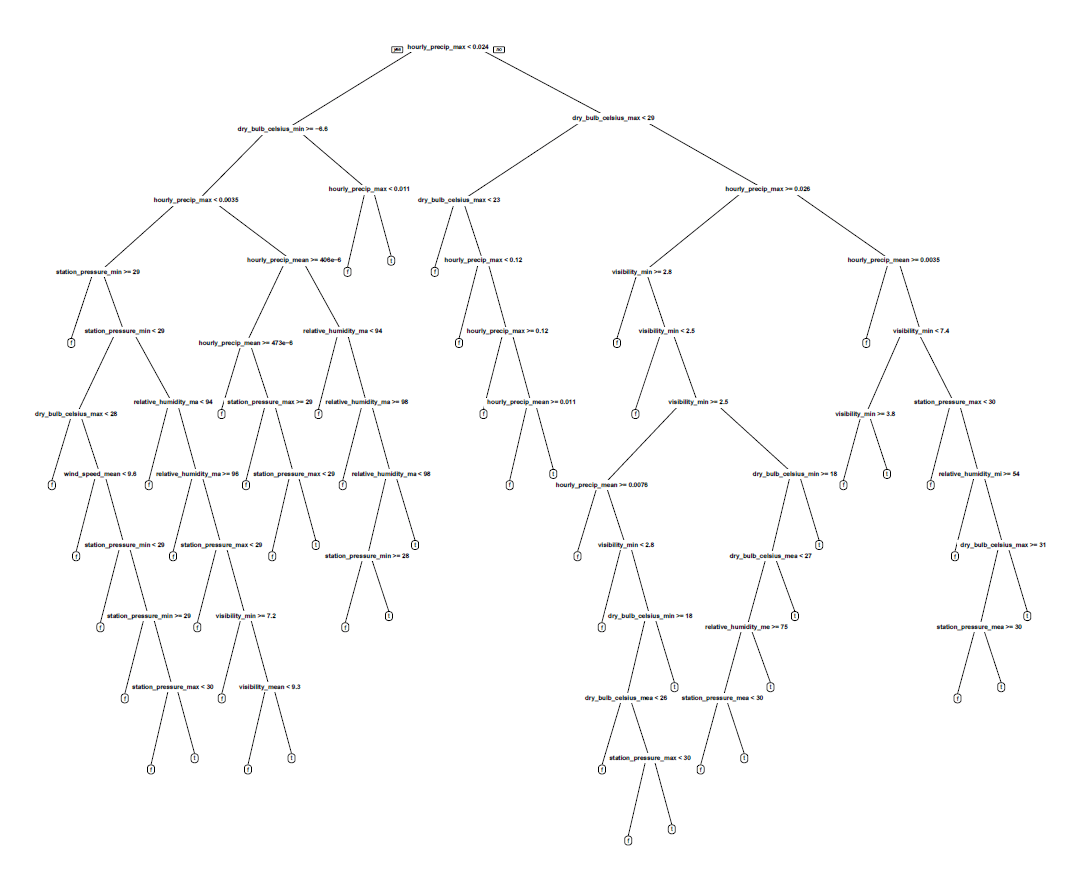 yes hourly_precip_max < 0.024 no
dry_bulb_celsius_max < 29
dry_bulb_celsius_min >= −6.6
hourly_precip_max < 0.011
hourly_precip_max >= 0.026
hourly_precip_max < 0.0035
dry_bulb_celsius_max < 23
hourly_precip_mean >= 406e−6
f
t
f
hourly_precip_max < 0.12
hourly_precip_mean >= 0.0035
station_pressure_min >= 29
visibility_min >= 2.8
f
station_pressure_min < 29
relative_humidity_ma < 94
hourly_precip_max >= 0.12
visibility_min < 2.5
visibility_min < 7.4
hourly_precip_mean >= 473e−6
f
f
f
relative_humidity_ma < 94
f
station_pressure_max >= 29
f
relative_humidity_ma >= 98
hourly_precip_mean >= 0.011
visibility_min >= 2.5
station_pressure_max < 30
dry_bulb_celsius_max < 28
f
f
visibility_min >= 3.8
wind_speed_mean < 9.6
relative_humidity_ma >= 96
station_pressure_max < 29
relative_humidity_ma < 98
t
dry_bulb_celsius_min >= 18
t
relative_humidity_mi >= 54
f
f
f
f
f
hourly_precip_mean >= 0.0076
f
f
station_pressure_min < 29
station_pressure_max < 29
t
t
visibility_min < 2.8
t
dry_bulb_celsius_max >= 31
f
f
f
station_pressure_min >= 28
f
dry_bulb_celsius_mea < 27
f
station_pressure_min >= 29
visibility_min >= 7.2
t
dry_bulb_celsius_min >= 18
t
t
f
f
f
f
relative_humidity_me >= 75
station_pressure_mea >= 30
station_pressure_max < 30
visibility_mean < 9.3
t
t
t
f
f
dry_bulb_celsius_mea < 26
station_pressure_mea < 30
f
t
t
station_pressure_max < 30
t
f
f
f
f
t
f